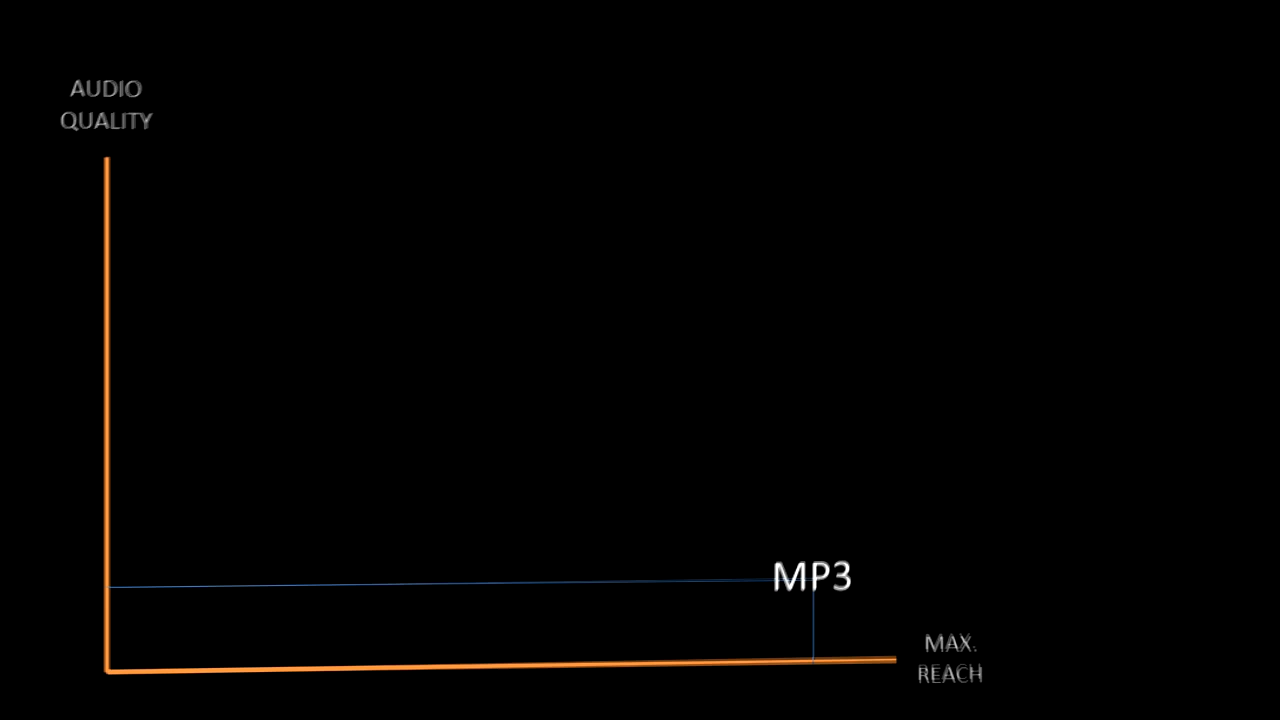 AUDIO
QUALITY
MP3
MAX.
REACH